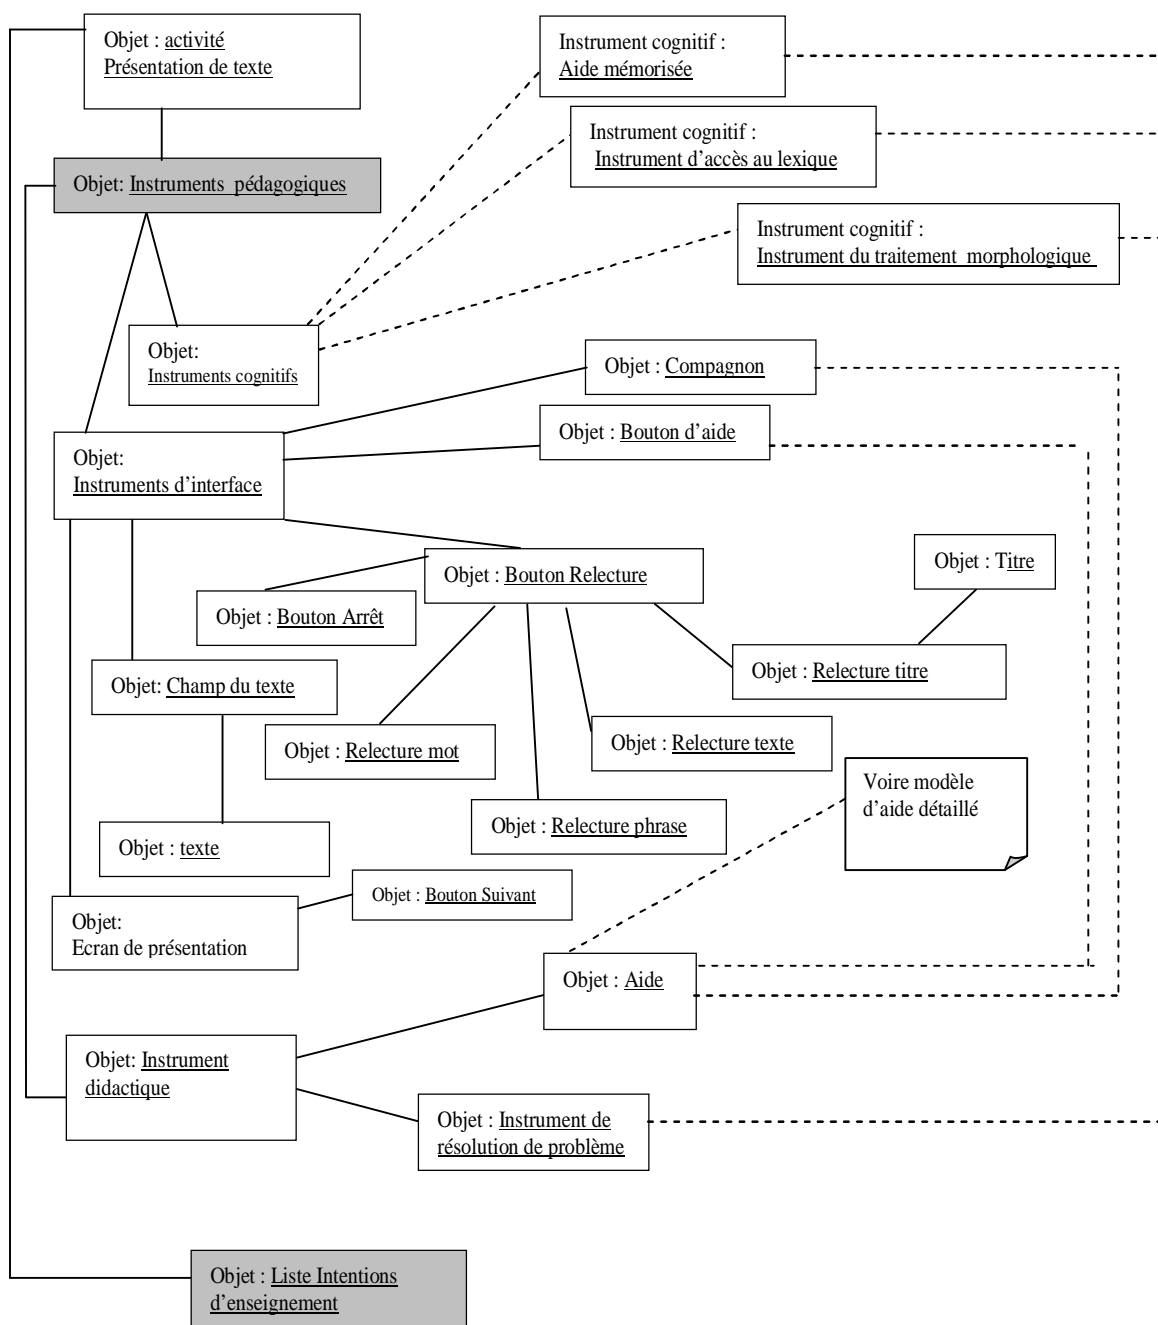 Objet : activité
Présentation de texte
Instrument cognitif :
Aide mémorisée
Instrument cognitif :
Instrument d'accès au lexique
Objet: Instruments pédagogiques
Instrument cognitif :
Instrument du traitement morphologique
Objet:
Instruments cognitifs
Objet : Compagnon
Objet : Bouton d'aide
Objet:
Instruments d'interface
Objet : Bouton Relecture
Objet : Titre
Objet : Bouton Arrêt
Objet : Relecture titre
Objet: Champ du texte
Objet : Relecture mot
Objet : Relecture texte
Voire modèle
d'aide détaillé
Objet : Relecture phrase
Objet : texte
Objet : Bouton Suivant
Objet:
Ecran de présentation
Objet : Aide
Objet: Instrument
didactique
Objet : Instrument de
résolution de problème
Objet : Liste Intentions
d'enseignement